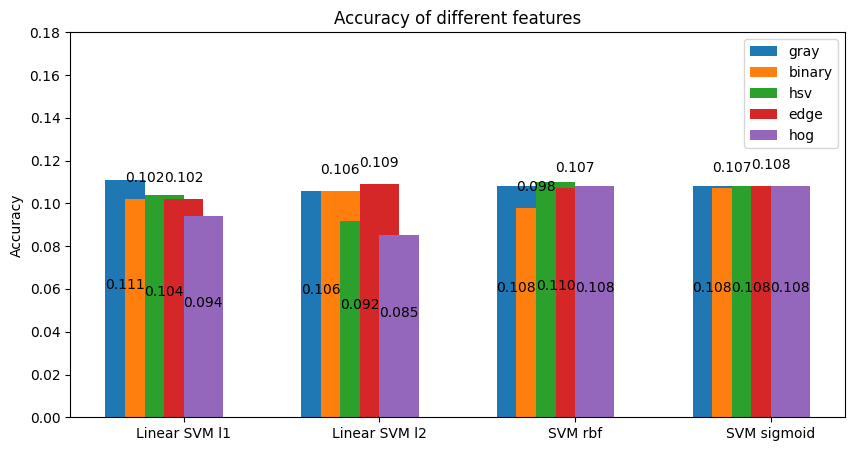 Accuracy of different features
0.18
0.16
0.14
0.12
0.10
0.08
0.06
0.04
0.02
0.00
Accuracy
gray
binary
hsv
edge
hog
0.102 0.102
0.111 0.104 0.094
0.106 0.109
0.106 0.092 0.085
0.098 0.107
0.108 0.110 0.108
0.107 0.108
0.108 0.108 0.108
Linear SVM l1
Linear SVM l2
SVM rbf
SVM sigmoid